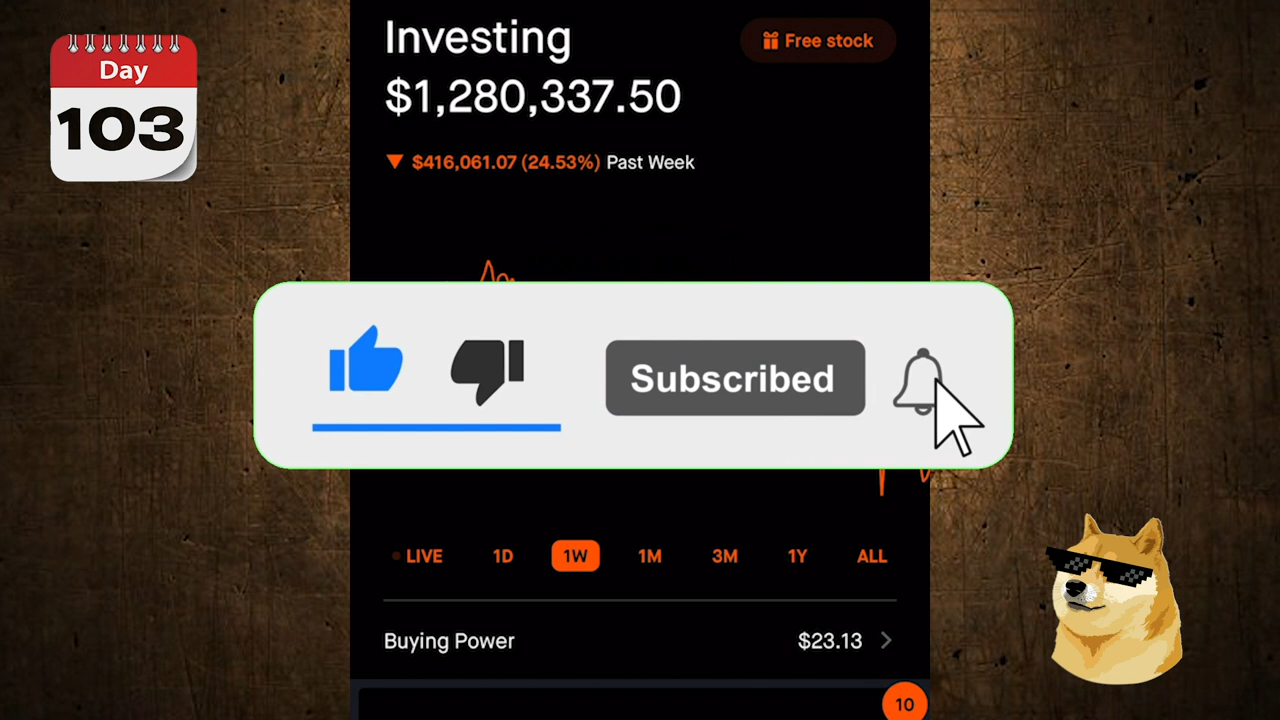 Day
103
Investing
Free stock
$1,280,337.50
▼ $416,061.07 (24.53%) Past Week
Subscribed
LIVE 1D 1W 1M 3M 1Y ALL
Buying Power $23.13
10